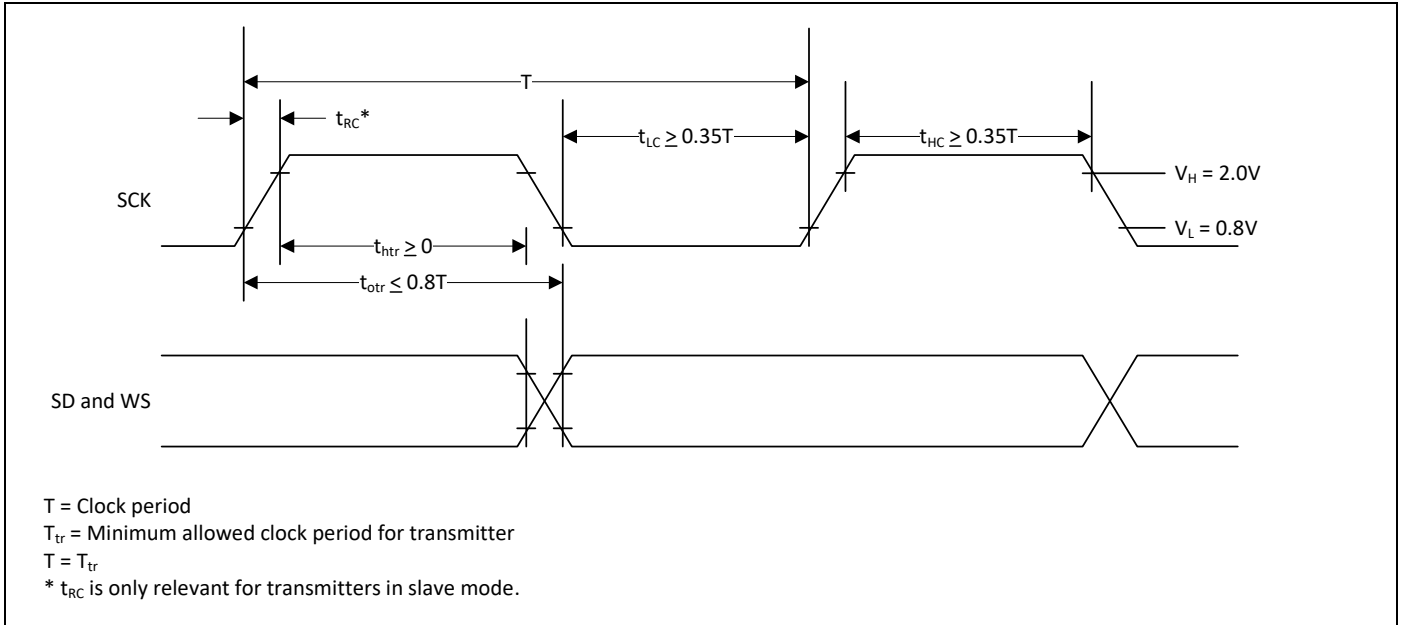 T
t_RC*
t_LC ≥ 0.35T
t_HC ≥ 0.35T
V_H = 2.0V
SCK
V_L = 0.8V
t_htr ≥ 0
t_otr ≤ 0.8T
SD and WS
T = Clock period
T_tr = Minimum allowed clock period for transmitter
T = T_tr
* t_RC is only relevant for transmitters in slave mode.